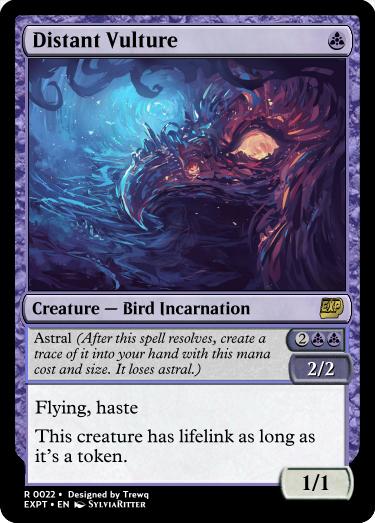 Distant Vulture
Creature — Bird Incarnation
EXP
Astral (After this spell resolves, create a
trace of it into your hand with this mana
cost and size. It loses astral.)
2
2/2
Flying, haste
This creature has lifelink as long as
it's a token.
1/1
R 0022 • Designed by Trewq
EXPT • EN SylviaRitter